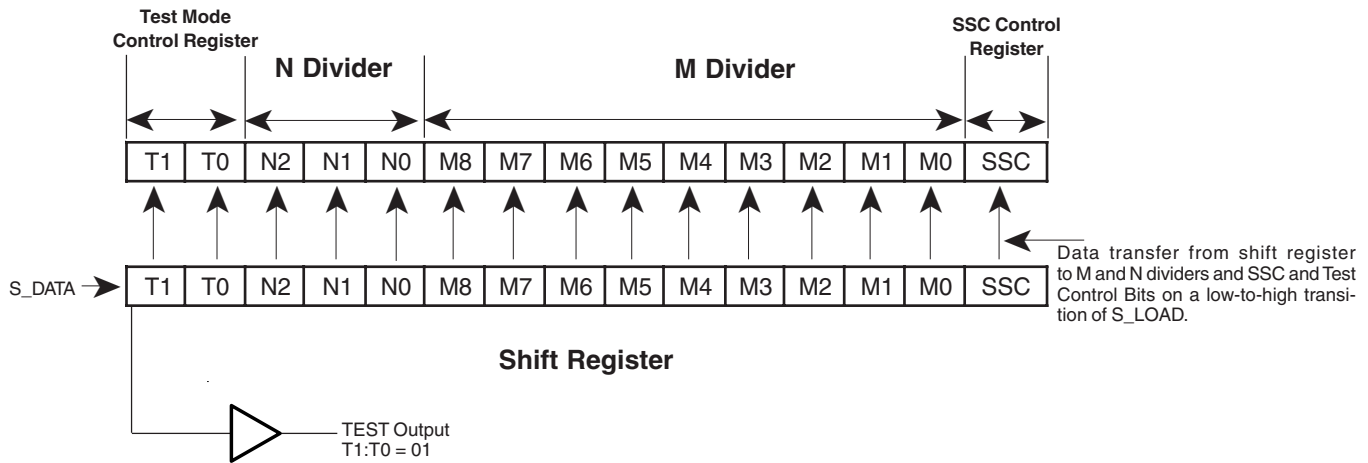 Test Mode
Control Register
SSC Control
Register
N Divider
M Divider
T1 T0 N2 N1 N0 M8 M7 M6 M5 M4 M3 M2 M1 M0 SSC
S_DATA
T1 T0 N2 N1 N0 M8 M7 M6 M5 M4 M3 M2 M1 M0 SSC
Data transfer from shift register
to M and N dividers and SSC and Test
Control Bits on a low-to-high transi-
tion of S_LOAD.
Shift Register
TEST Output
T1:T0 = 01